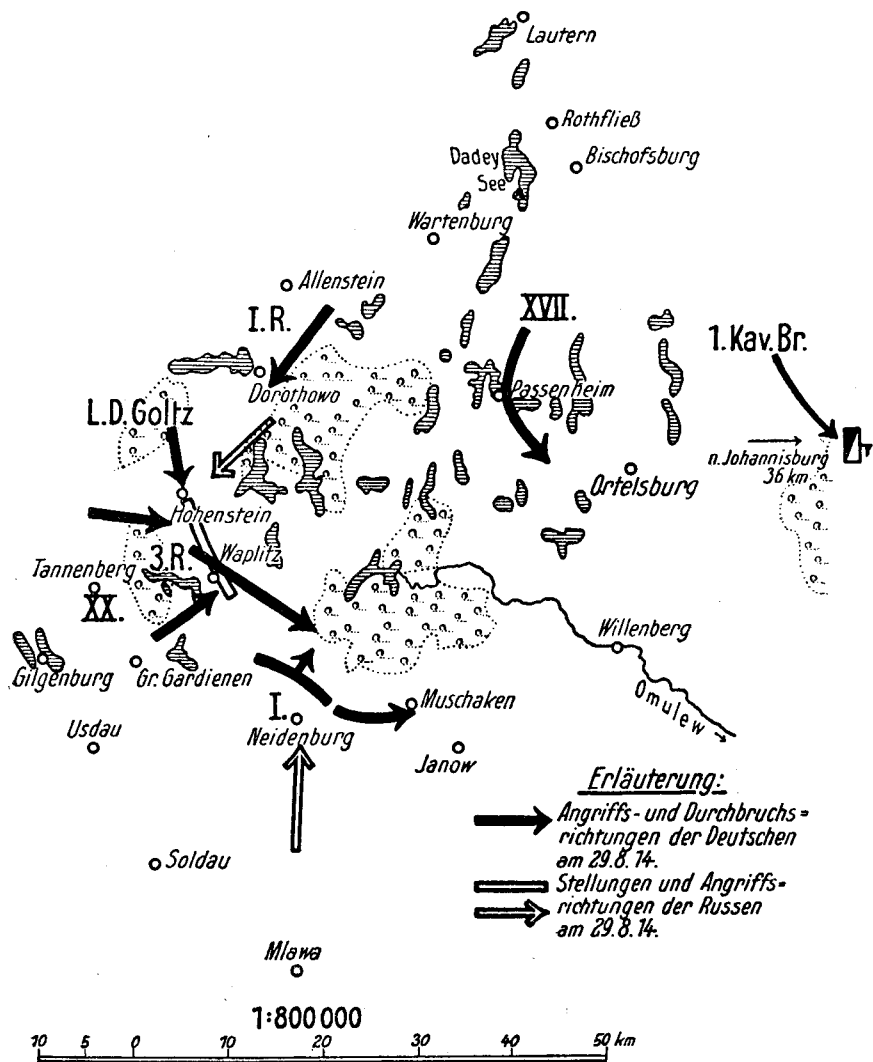 Lautern
Rothfließ
Dadey
See
Bischofsburg
Wartenburg
Allenstein
I.R.
XVII.
1.Kav.Br.
Dorothowo
Passenheim
L.D.Goltz
n.Johannisburg
36 km
Ortelsburg
Hohenstein
3.R.
Waplitz
Tannenberg
XX.
Willenberg
Gilgenburg
Gr. Gardienen
Muschaken
Omulew
I.
Neidenburg
Usdau
Janow
Erläuterung:
Angriffs- und Durchbruchs=
richtungen der Deutschen
am 29.8.14.
Soldau
Stellungen und Angriffs=
richtungen der Russen
am 29.8.14.
Mlawa
1:800 000
10 5 0 10 20 30 40 50 km